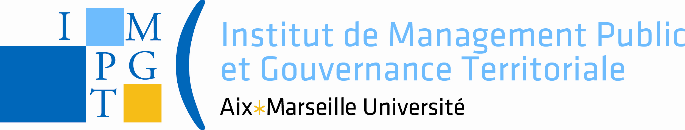 I M
P G
T
Institut de Management Public
et Gouvernance Territoriale
Aix*Marseille Université